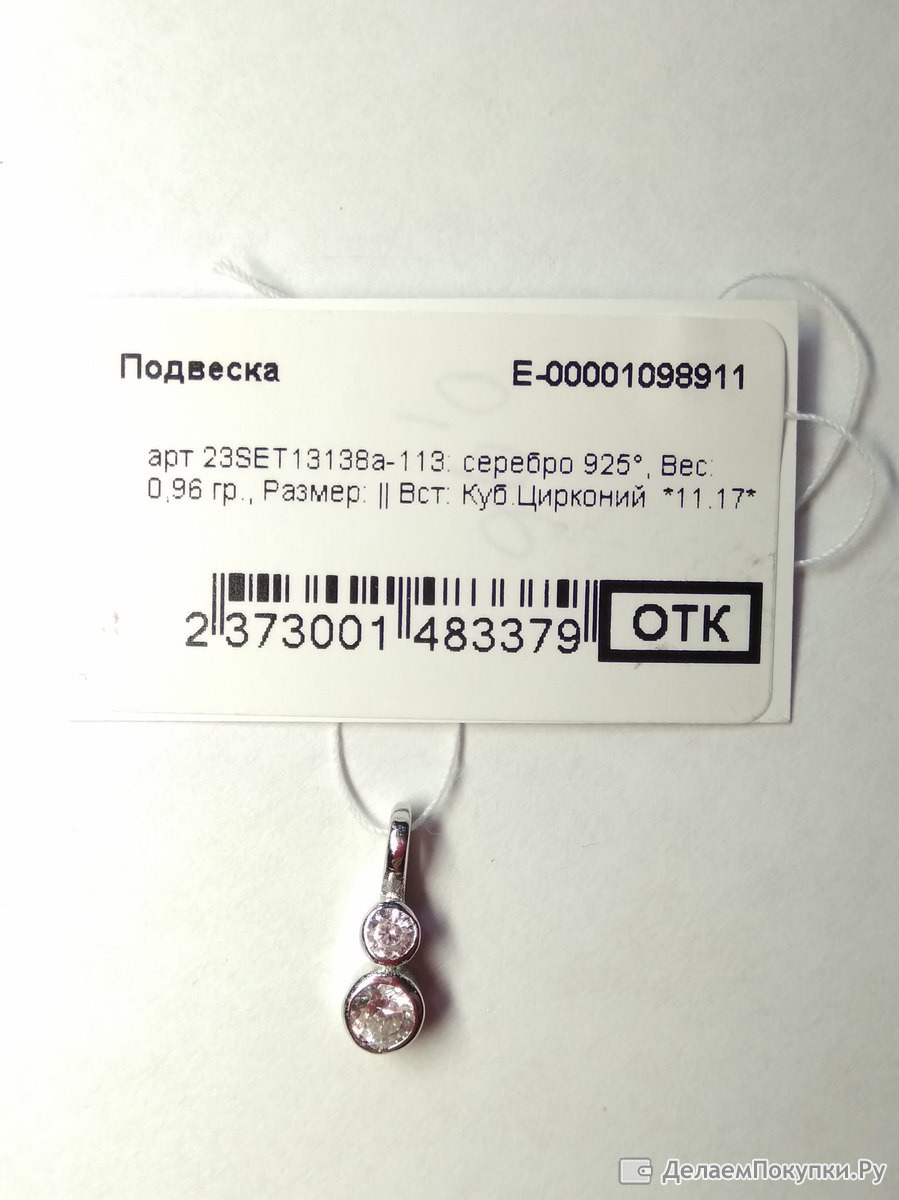 Подвеска E-00001098911
арт 23SET13138а-113: серебро 925°, Вес:
0,96 гр., Размер: || Вст: Куб.Цирконий *11.17*
2 373001 483379
ОТК
ДелаемПокупки.Ру